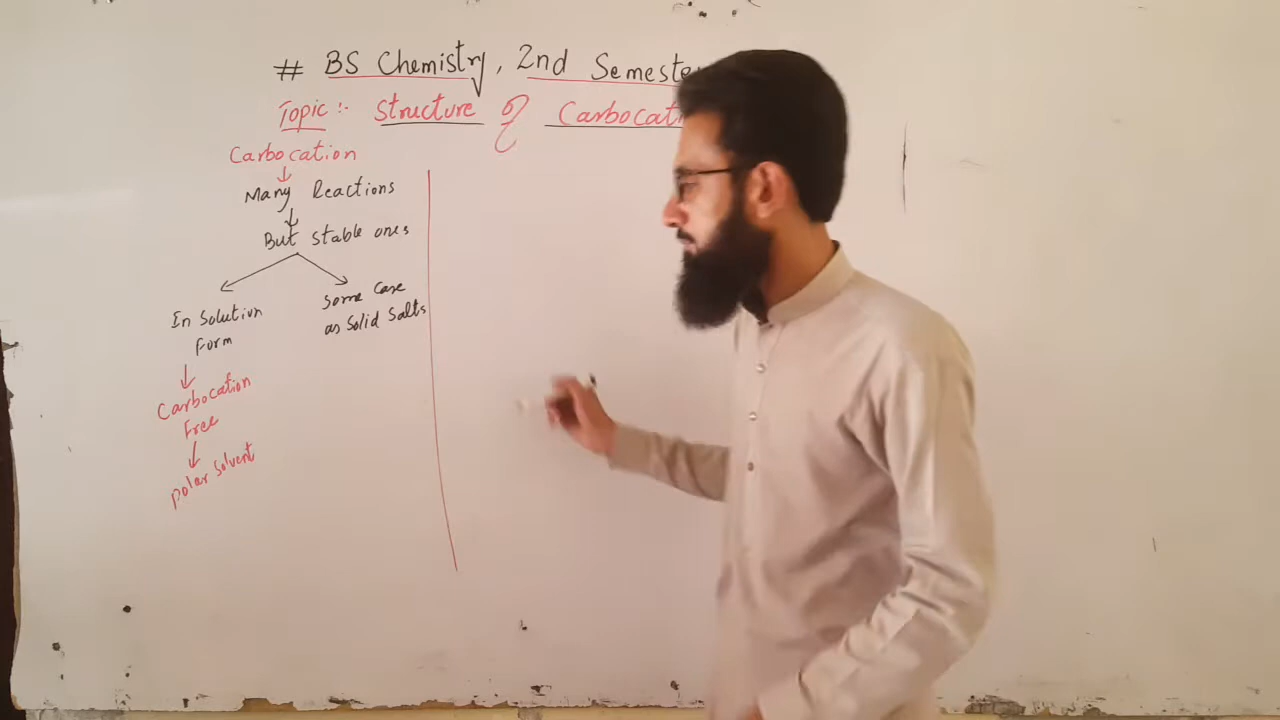 # BS Chemistry, 2nd Semester
Topic :- Structure of Carbocati
Carbocation
Many Reactions
But stable ones
In Solution
Form
Some case
as Solid Salts
Carbocation
Free
polar solvent